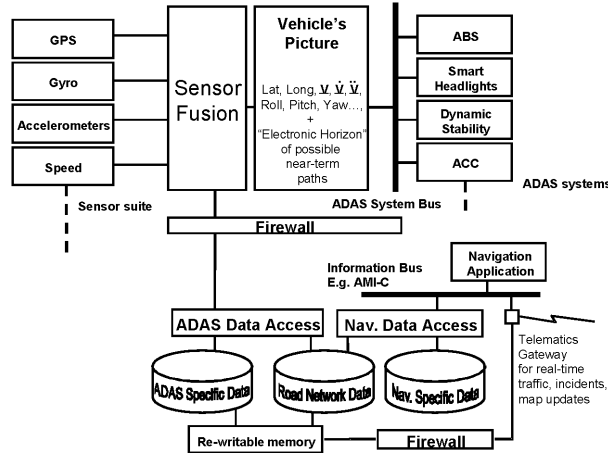 GPS
Gyro
Accelerometers
Speed
Sensor suite
Sensor
Fusion
Vehicle's
Picture
Lat, Long, v, v̇, v̈,
Roll, Pitch, Yaw...,
+
"Electronic Horizon"
of possible
near-term
paths
ADAS System Bus
ABS
Smart
Headlights
Dynamic
Stability
ACC
ADAS systems
Firewall
Information Bus
E.g. AMI-C
Navigation
Application
ADAS Data Access
Nav. Data Access
Telematics
Gateway
for real-time
traffic, incidents,
map updates
ADAS Specific Data
Road Network Data
Nav. Specific Data
Re-writable memory
Firewall